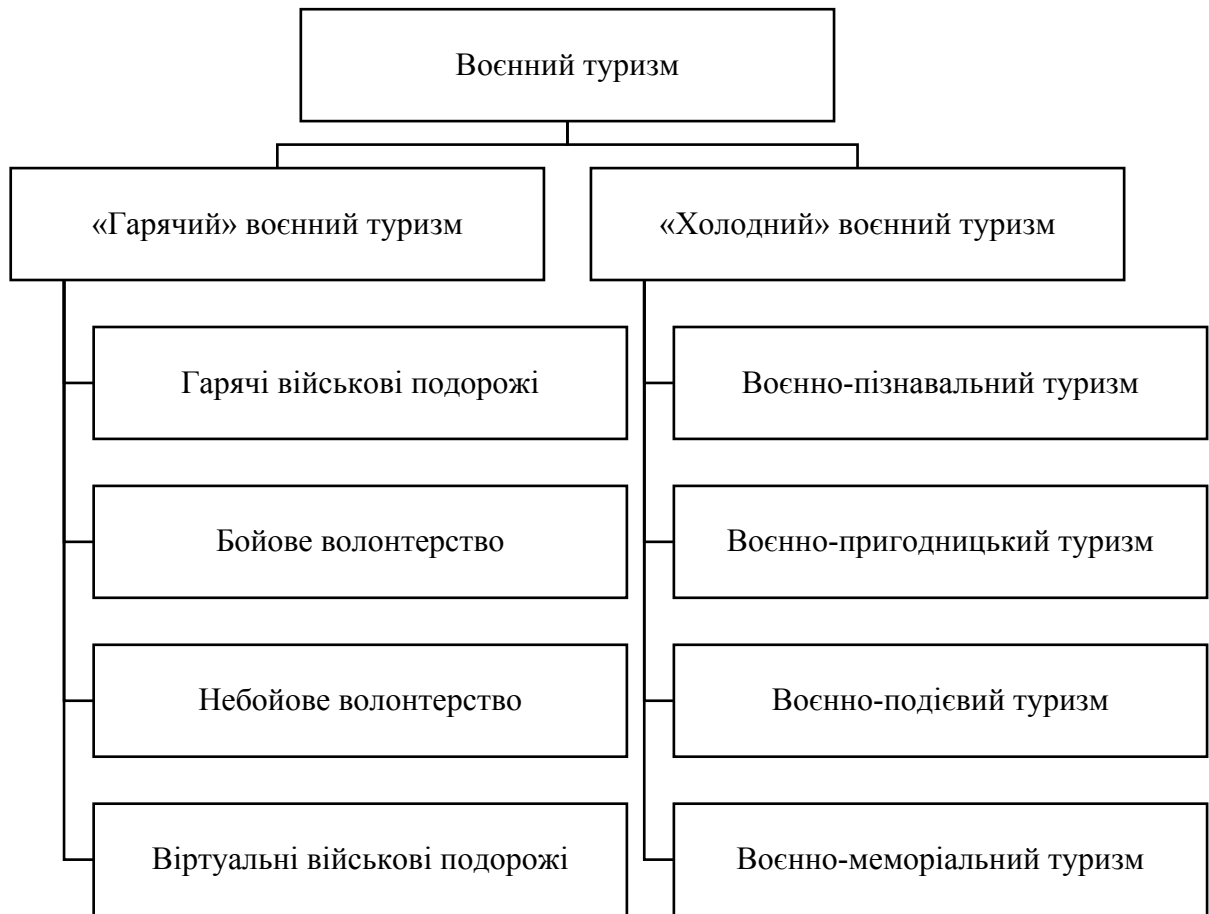 Воєнний туризм
«Гарячий» воєнний туризм
«Холодний» воєнний туризм
Гарячі військові подорожі
Воєнно-пізнавальний туризм
Бойове волонтерство
Воєнно-пригодницький туризм
Небойове волонтерство
Воєнно-подієвий туризм
Віртуальні військові подорожі
Воєнно-меморіальний туризм